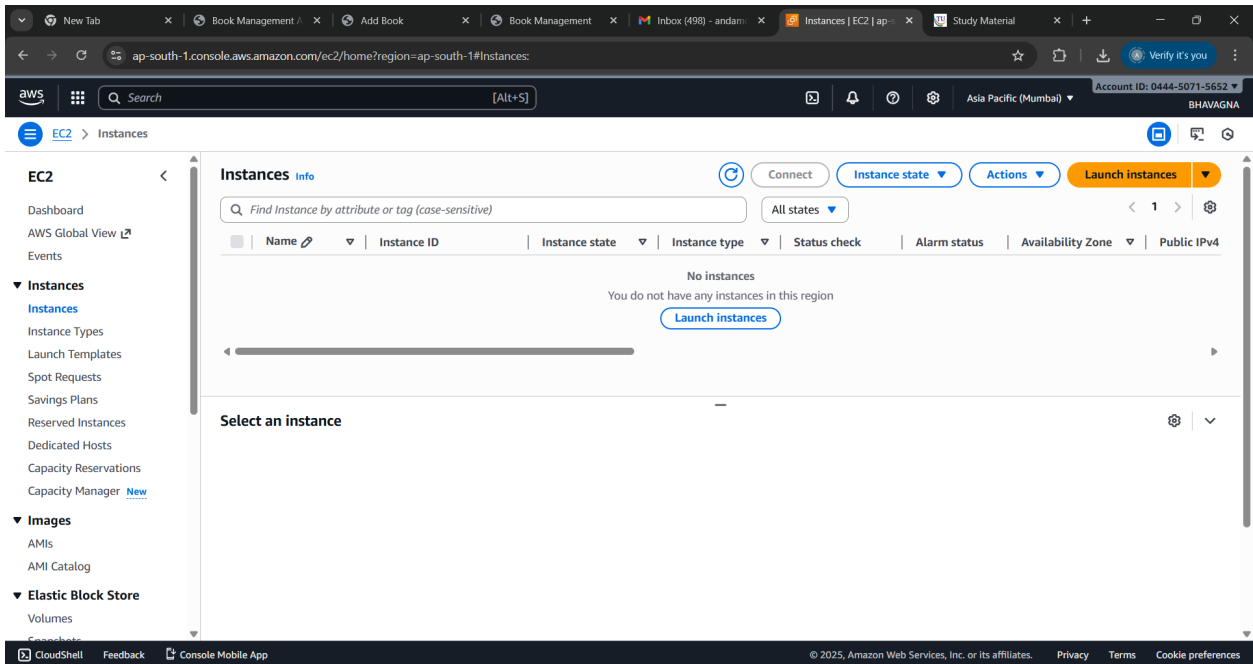 New Tab
Book Management A
Add Book
Book Management
Inbox (498) - andam
Instances | EC2 | ap-s
Study Material
ap-south-1.console.aws.amazon.com/ec2/home?region=ap-south-1#Instances:
Verify it's you
aws
Search
[Alt+S]
Asia Pacific (Mumbai)
Account ID: 0444-5071-5652
BHAVAGNA
EC2 > Instances
EC2
Dashboard
AWS Global View
Events
Instances
Instances
Instance Types
Launch Templates
Spot Requests
Savings Plans
Reserved Instances
Dedicated Hosts
Capacity Reservations
Capacity Manager New
Images
AMIs
AMI Catalog
Elastic Block Store
Volumes
Snapshots
Instances Info
Connect
Instance state
Actions
Launch instances
Find Instance by attribute or tag (case-sensitive)
All states
1
Name
Instance ID
Instance state
Instance type
Status check
Alarm status
Availability Zone
Public IPv4
No instances
You do not have any instances in this region
Launch instances
Select an instance
CloudShell
Feedback
Console Mobile App
© 2025, Amazon Web Services, Inc. or its affiliates.
Privacy
Terms
Cookie preferences